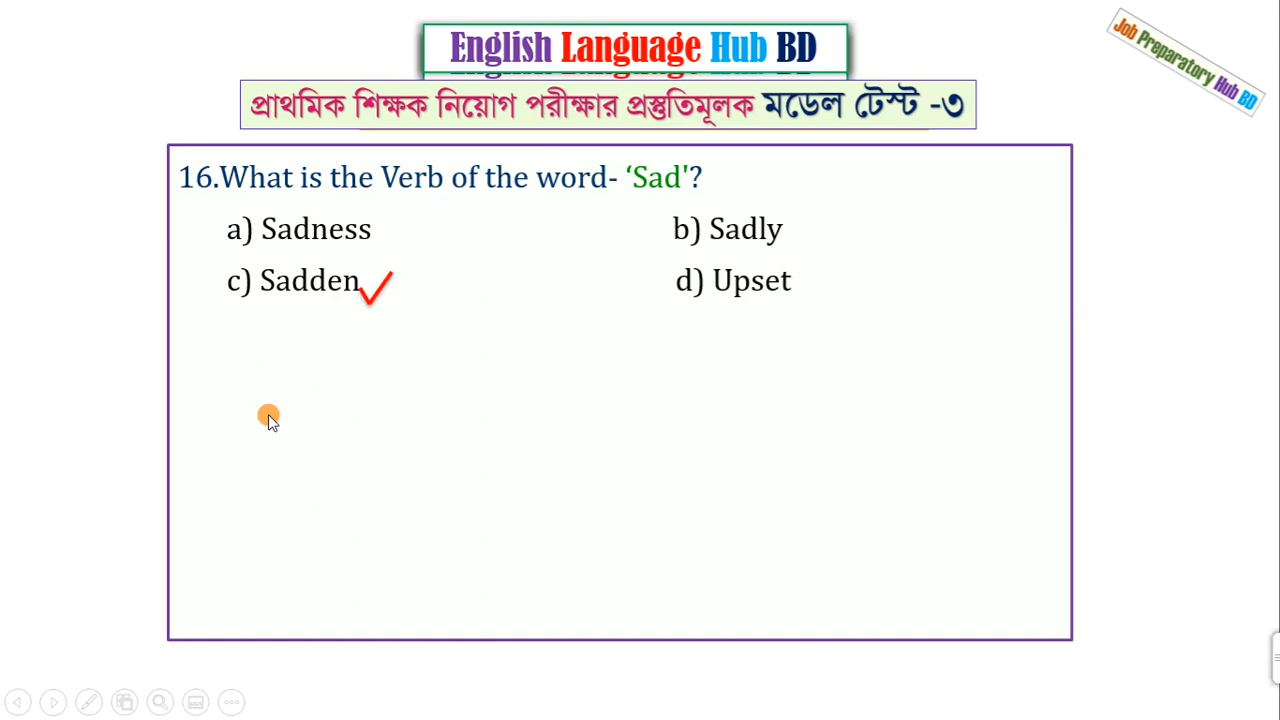 English Language Hub BD
Job Preparatory Hub BD
প্রাথমিক শিক্ষক নিয়োগ পরীক্ষার প্রস্তুতিমূলক মডেল টেস্ট -৩
16.What is the Verb of the word- ‘Sad'?
a) Sadness b) Sadly
c) Sadden d) Upset